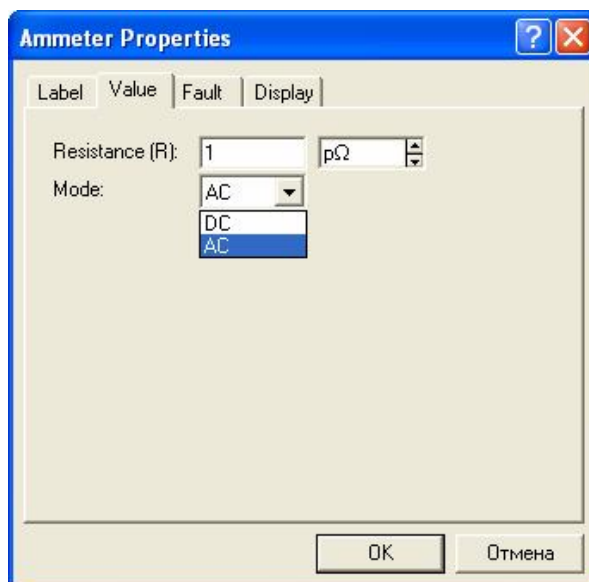 Ammeter Properties
Label Value Fault Display
Resistance (R): 1 pΩ
Mode: AC
DC
AC
OK Отмена